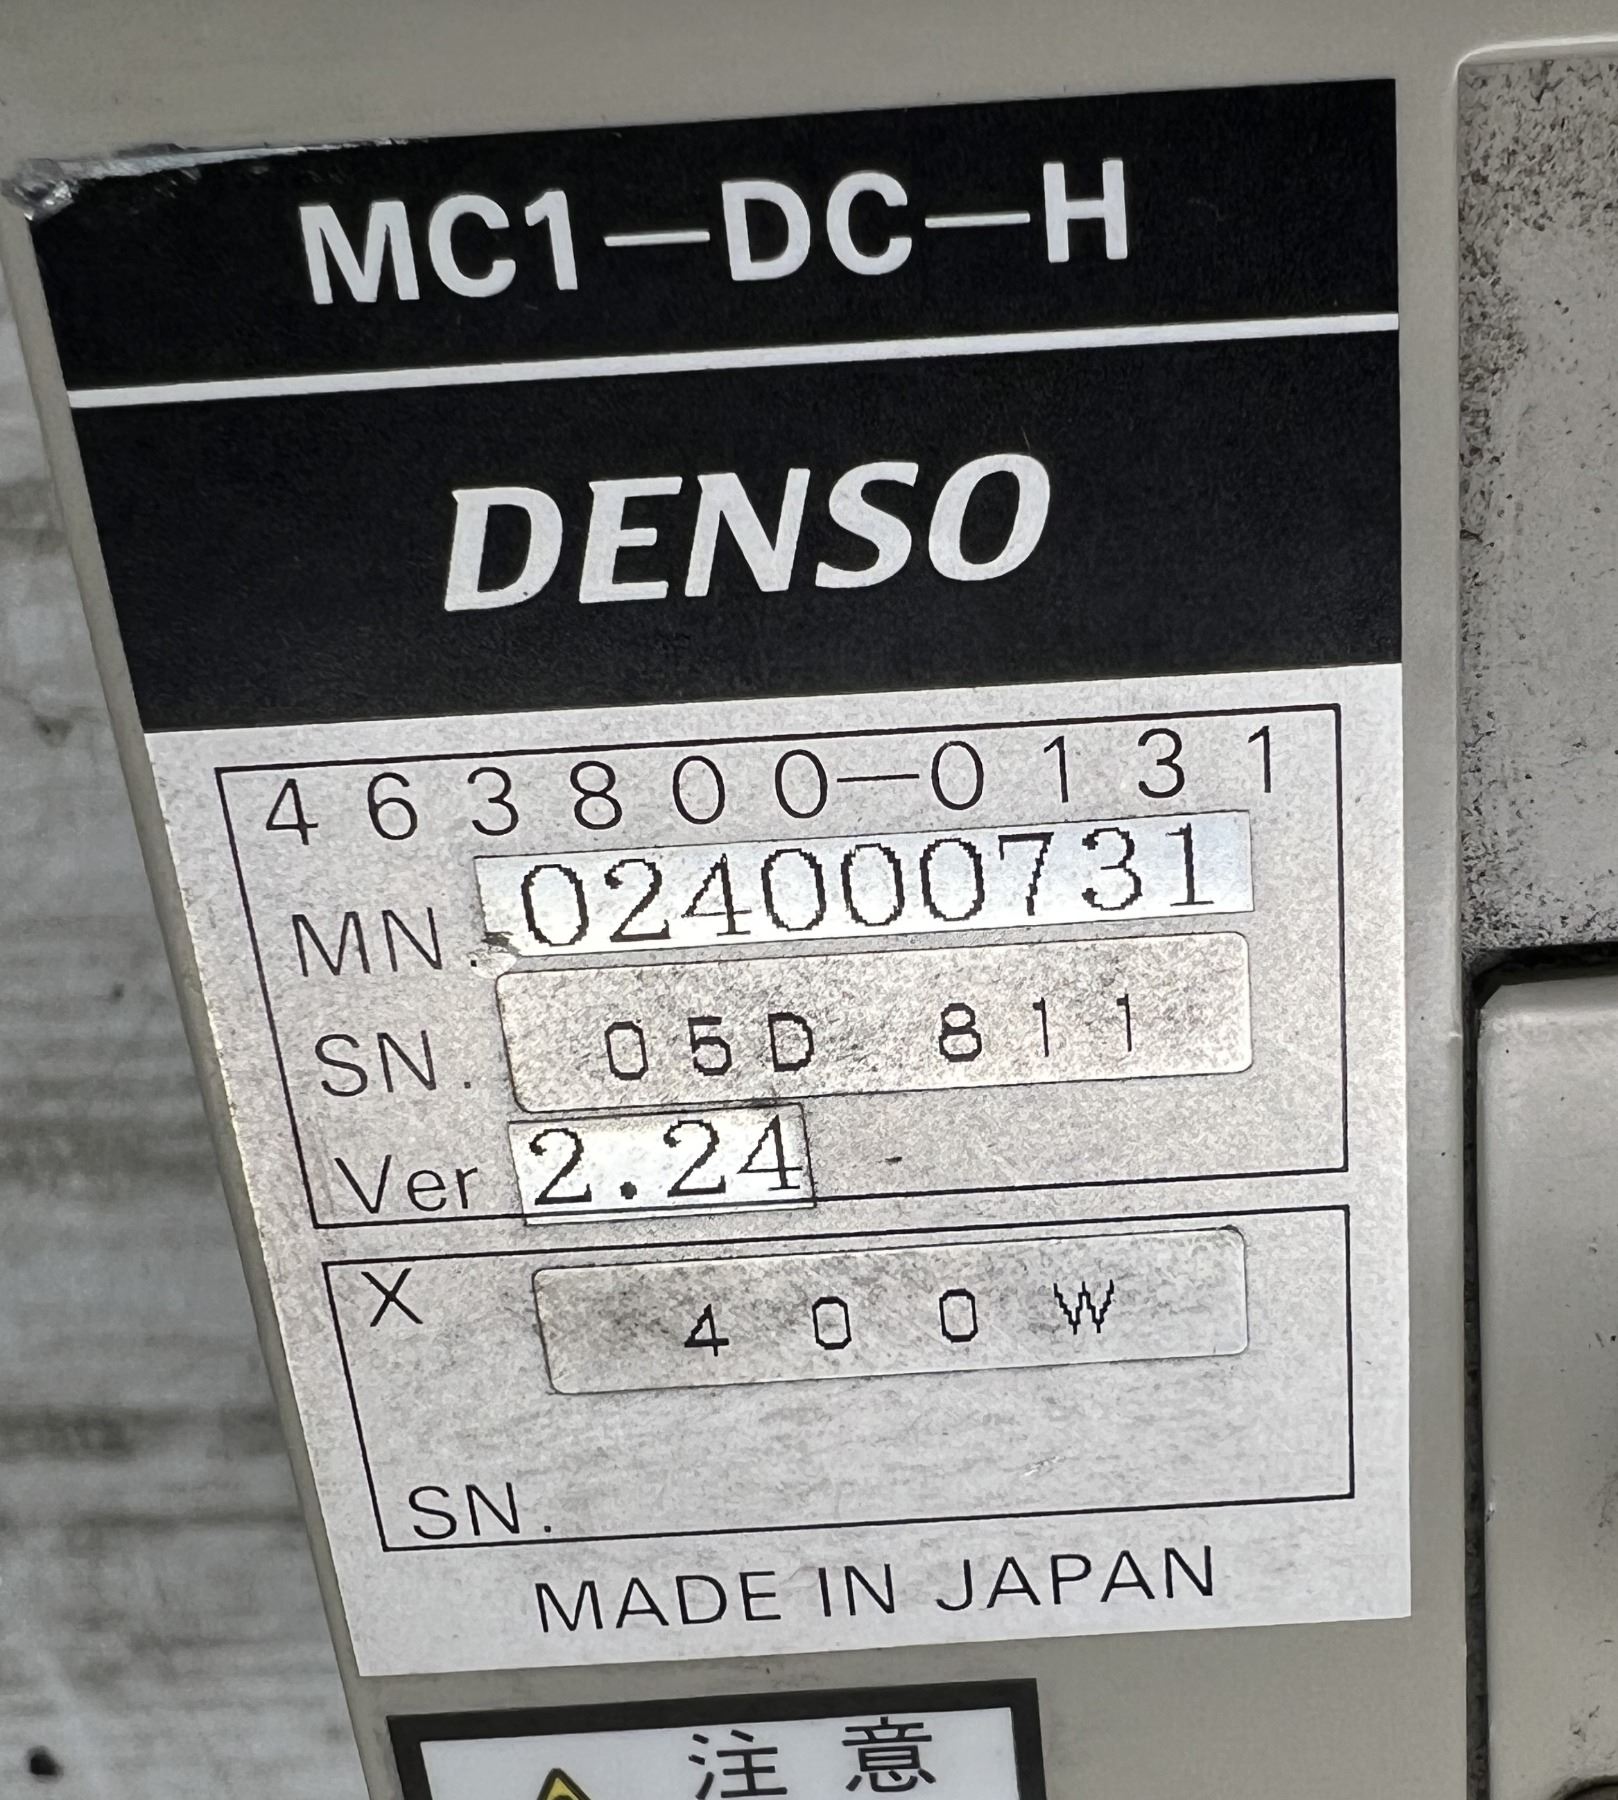 MC1-DC-H
DENSO
463800-0131
MN. 024000731
SN. 05D 811
Ver 2.24
X 400W
SN.
MADE IN JAPAN
注意